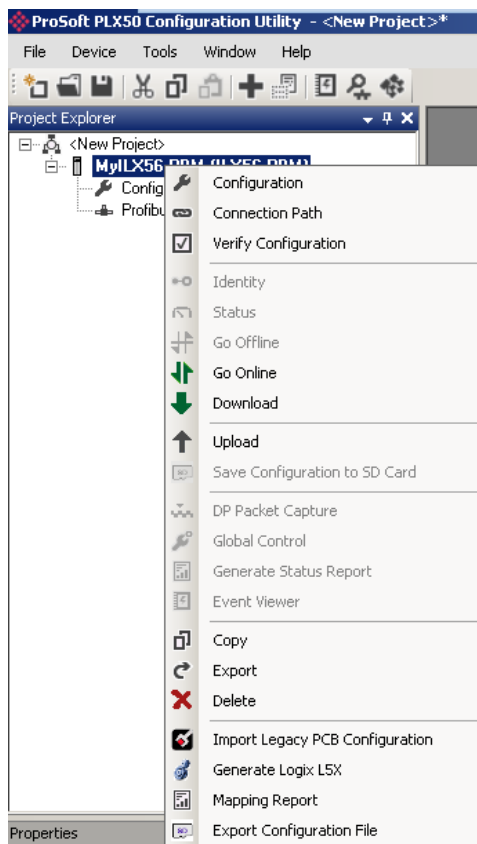 ProSoft PLX50 Configuration Utility - <New Project>*
File Device Tools Window Help
Project Explorer
<New Project>
MyILX56
Config
Profibu
Configuration
Connection Path
Verify Configuration
Identity
Status
Go Offline
Go Online
Download
Upload
Save Configuration to SD Card
DP Packet Capture
Global Control
Generate Status Report
Event Viewer
Copy
Export
Delete
Import Legacy PCB Configuration
Generate Logix L5X
Mapping Report
Export Configuration File
Properties